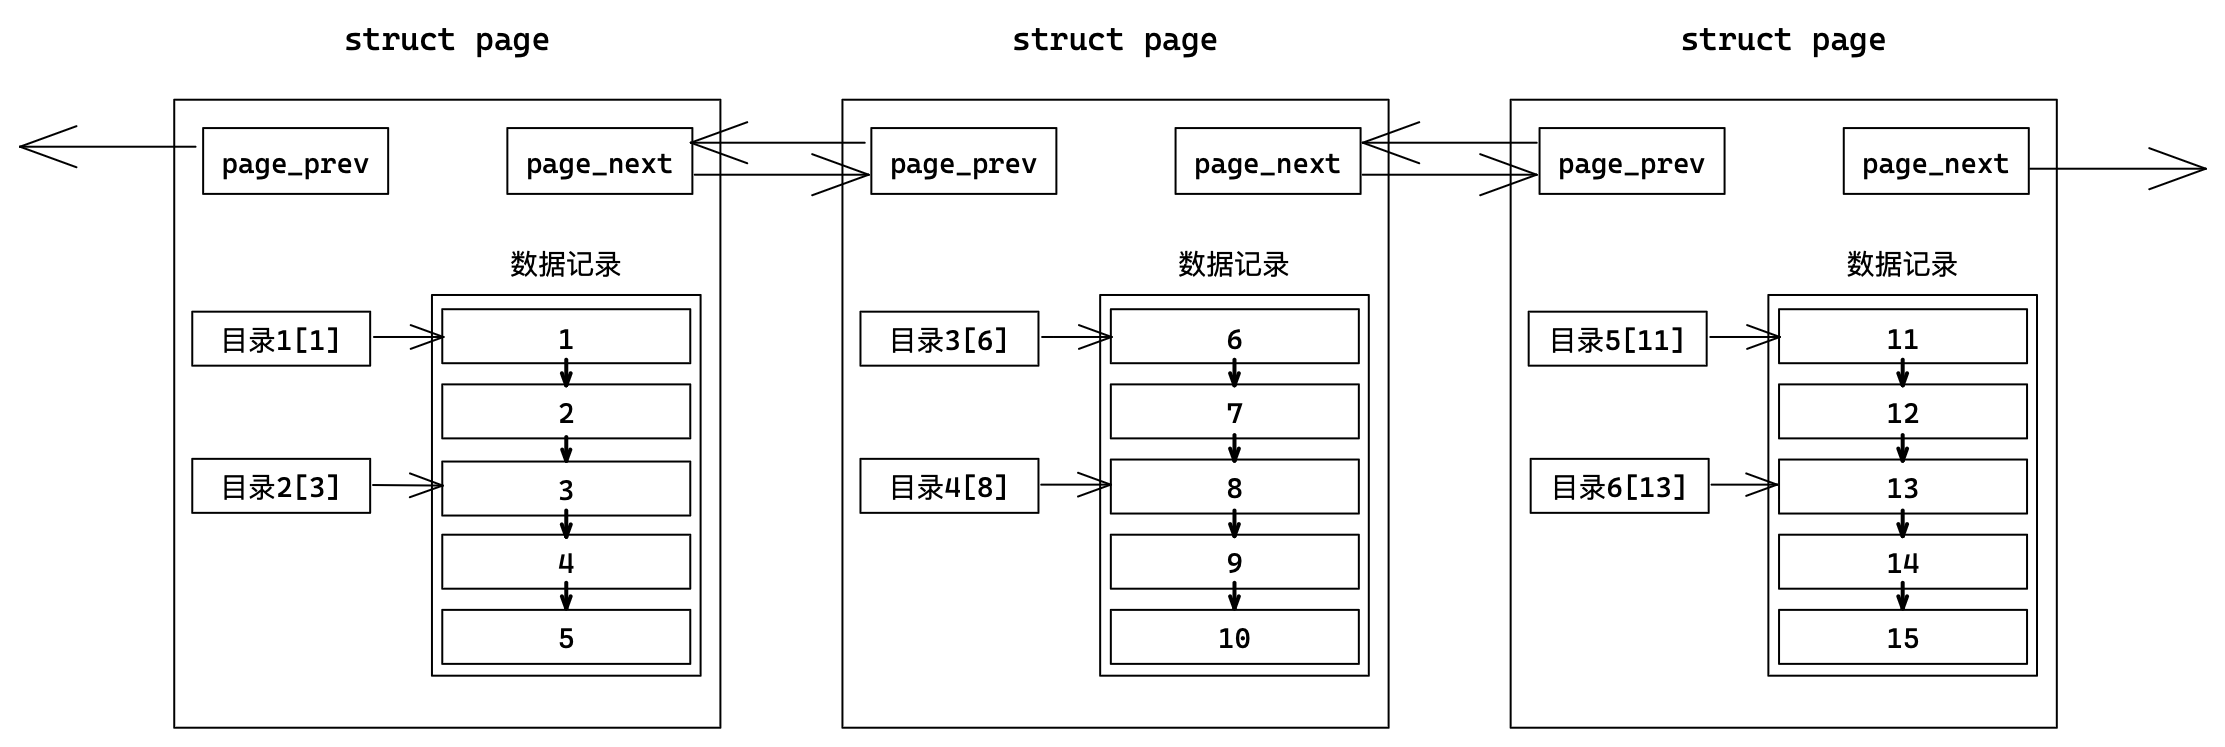 struct page
page_prev
page_next
数据记录
目录1[1]
1
2
目录2[3]
3
4
5
struct page
page_prev
page_next
数据记录
目录3[6]
6
7
目录4[8]
8
9
10
struct page
page_prev
page_next
数据记录
目录5[11]
11
12
目录6[13]
13
14
15